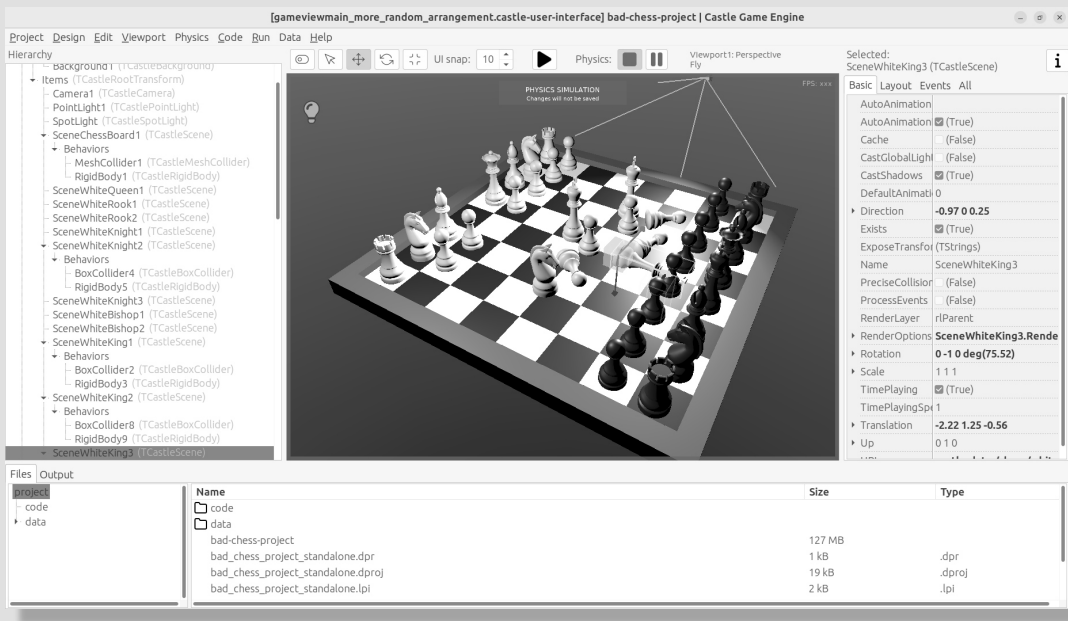 [gameviewmain_more_random_arrangement.castle-user-interface] bad-chess-project | Castle Game Engine
Project Design Edit Viewport Physics Code Run Data Help
Hierarchy
Background1 (TCastleBackground)
Items (TCastleRootTransform)
Camera1 (TCastleCamera)
PointLight1 (TCastlePointLight)
SpotLight (TCastleSpotLight)
SceneChessBoard1 (TCastleScene)
Behaviors
MeshCollider1 (TCastleMeshCollider)
RigidBody1 (TCastleRigidBody)
SceneWhiteQueen1 (TCastleScene)
SceneWhiteRook1 (TCastleScene)
SceneWhiteRook2 (TCastleScene)
SceneWhiteKnight1 (TCastleScene)
SceneWhiteKnight2 (TCastleScene)
Behaviors
BoxCollider4 (TCastleBoxCollider)
RigidBody5 (TCastleRigidBody)
SceneWhiteKnight3 (TCastleScene)
SceneWhiteBishop1 (TCastleScene)
SceneWhiteBishop2 (TCastleScene)
SceneWhiteKing1 (TCastleScene)
Behaviors
BoxCollider2 (TCastleBoxCollider)
RigidBody3 (TCastleRigidBody)
SceneWhiteKing2 (TCastleScene)
Behaviors
BoxCollider8 (TCastleBoxCollider)
RigidBody9 (TCastleRigidBody)
SceneWhiteKing3 (TCastleScene)
UI snap: 10 Physics:
Viewport1: Perspective
Fly
PHYSICS SIMULATION
Changes will not be saved
FPS: xxx
Selected:
SceneWhiteKing3 (TCastleScene)
i
Basic Layout Events All
AutoAnimation
AutoAnimation (True)
Cache (False)
CastGlobalLight (False)
CastShadows (True)
DefaultAnimati 0
Direction -0.97 0 0.25
Exists (True)
ExposeTransfor (TStrings)
Name SceneWhiteKing3
PreciseCollision (False)
ProcessEvents (False)
RenderLayer rlParent
RenderOptions SceneWhiteKing3.Rende
Rotation 0 -1 0 deg(75.52)
Scale 1 1 1
TimePlaying (True)
TimePlayingSpe 1
Translation -2.22 1.25 -0.56
Up 0 1 0
Files Output
project
code
data
Name Size Type
code
data
bad-chess-project 127 MB
bad_chess_project_standalone.dpr 1 kB .dpr
bad_chess_project_standalone.dproj 19 kB .dproj
bad_chess_project_standalone.lpi 2 kB .lpi